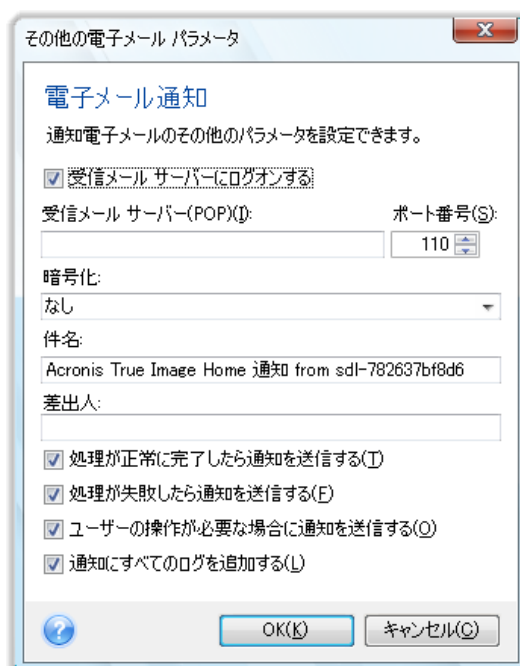 その他の電子メール パラメータ
電子メール通知
通知電子メールのその他のパラメータを設定できます。
受信メール サーバーにログオンする
受信メール サーバー(POP)(I): ポート番号(S):
110
暗号化:
なし
件名:
Acronis True Image Home 通知 from sdl-782637bf8d6
差出人:
処理が正常に完了したら通知を送信する(T)
処理が失敗したら通知を送信する(F)
ユーザーの操作が必要な場合に通知を送信する(O)
通知にすべてのログを追加する(L)
OK(K) キャンセル(C)